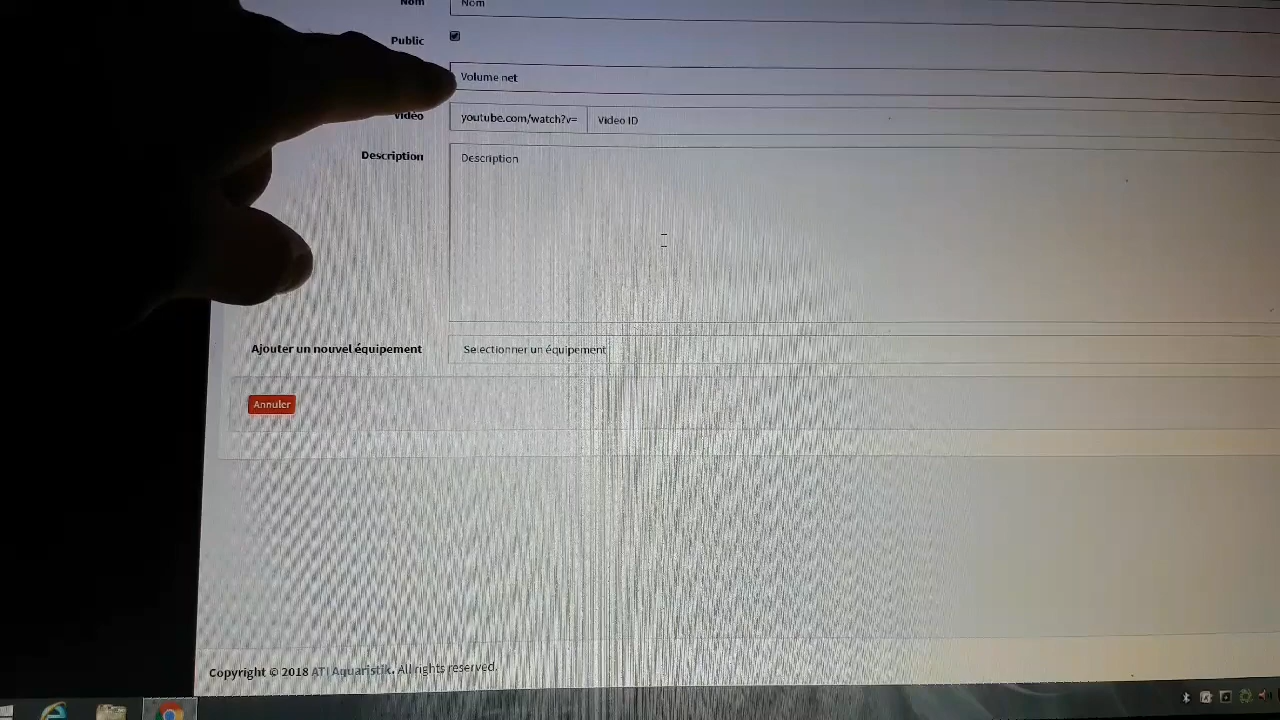 Nom Nom
Public
Volume net
Vidéo youtube.com/watch?v= Video ID
Description Description
Ajouter un nouvel équipement Selectionner un équipement
Annuler
Copyright © 2018 ATI Aquaristik. All rights reserved.